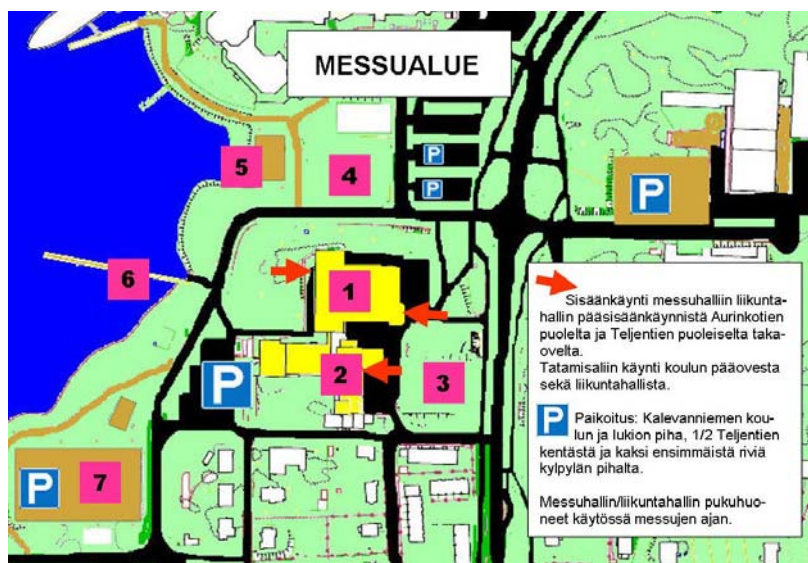 MESSUALUE
P
P
P
5
4
6
1
2
3
P
P
7
Sisäänkäynti messuhalliin liikunta-
hallin pääsisäänkäynnistä Aurinkotien
puolelta ja Teljentien puoleiselta taka-
ovelta.
Tatamisaliin käynti koulun pääovesta
sekä liikuntahallista.
P Paikoitus: Kalevanniemen kou-
lun ja lukion piha, 1/2 Teljentien
kentästä ja kaksi ensimmäistä riviä
kylpylän pihalta.
Messuhallin/liikuntahallin pukuhuo-
neet käytössä messujen ajan.